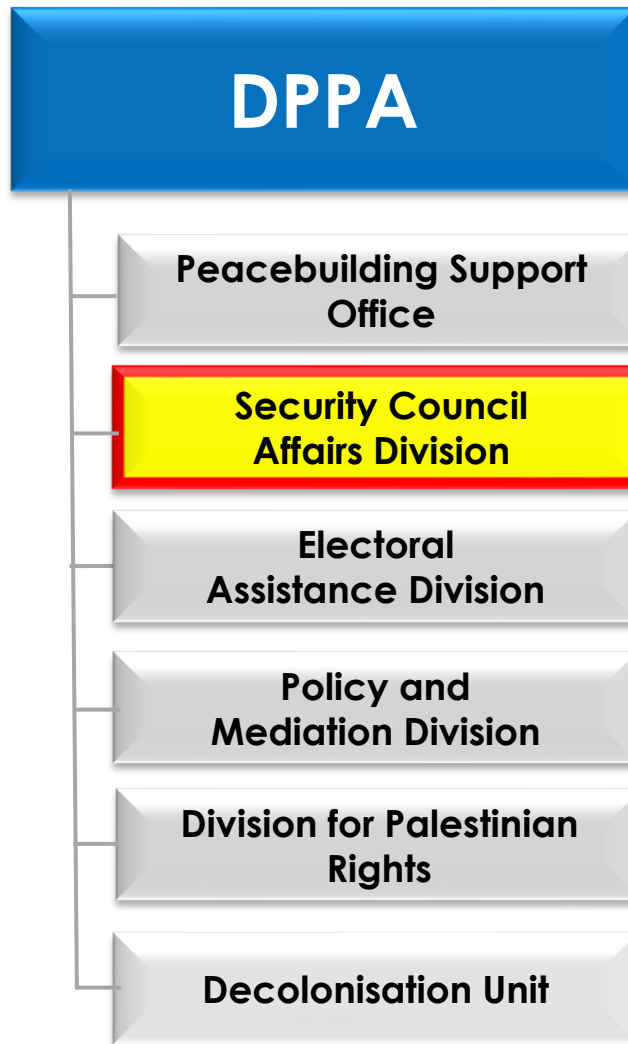 DPPA
Peacebuilding Support
Office
Security Council
Affairs Division
Electoral
Assistance Division
Policy and
Mediation Division
Division for Palestinian
Rights
Decolonisation Unit